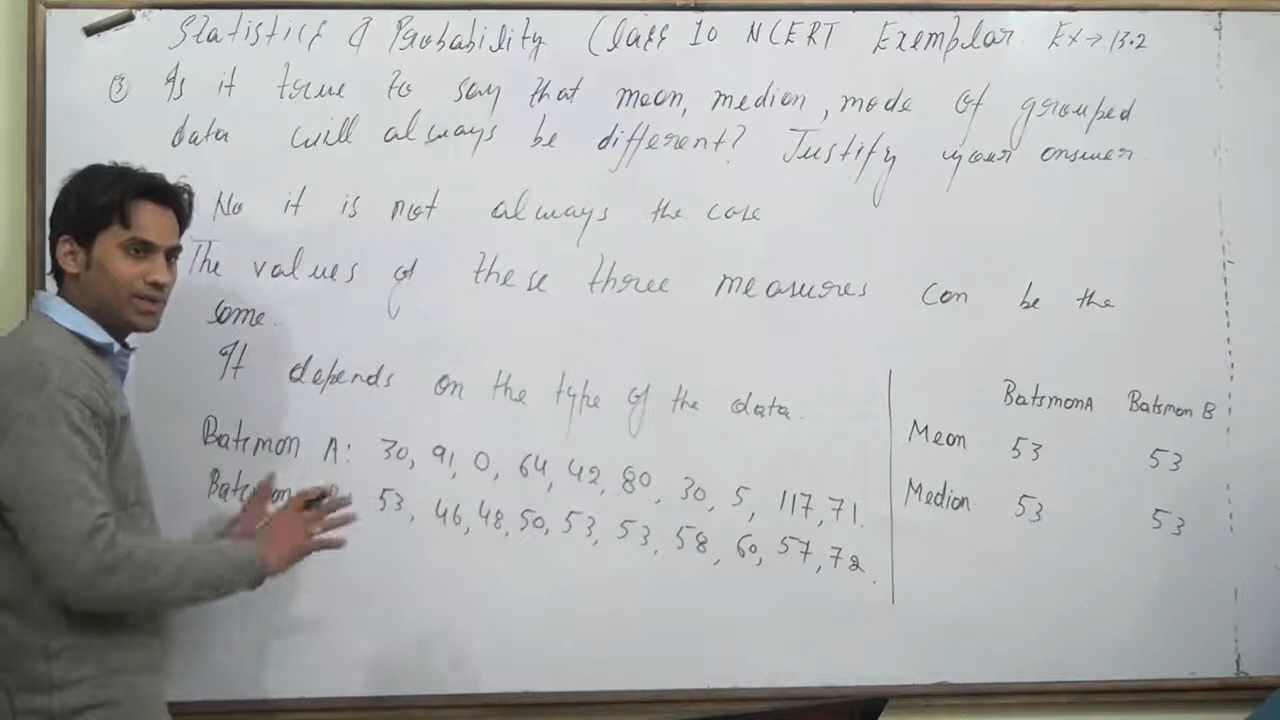 Statistics & Probability Class 10 NCERT Exemplar. Ex → 13.2
③ Is it true to say that mean, median, mode of grouped
data will always be different? Justify your answer
No it is not always the case
The values of these three measures can be the
same.
It depends on the type of the data.
Batsman A: 30, 91, 0, 64, 42, 80, 30, 5, 117, 71.
53, 46, 48, 50, 53, 53, 58, 60, 57, 72.
Batsman A Batsman B
Mean 53 53
Median 53 53